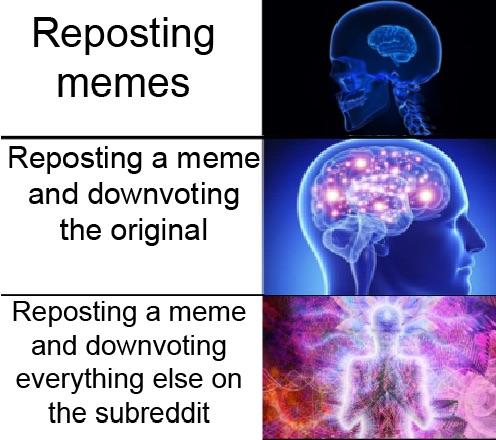 Reposting
memes
Reposting a meme
and downvoting
the original
Reposting a meme
and downvoting
everything else on
the subreddit